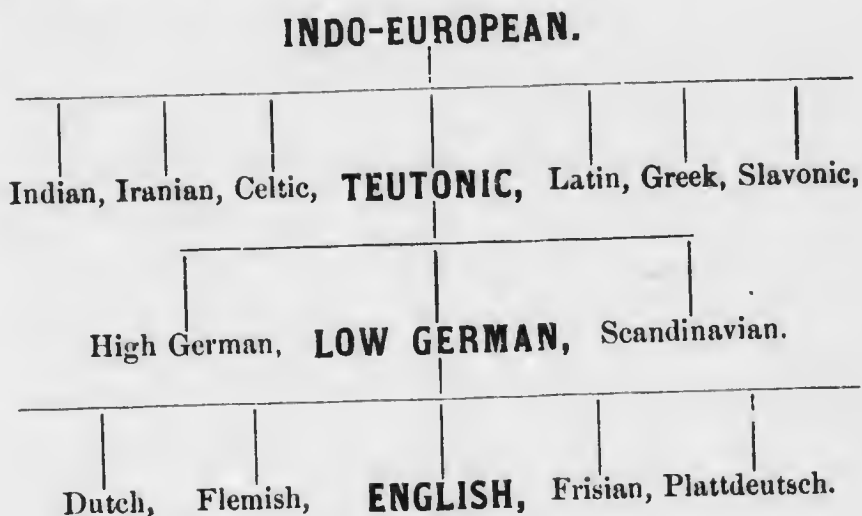 INDO-EUROPEAN.
Indian, Iranian, Celtic, TEUTONIC, Latin, Greek, Slavonic,
High German, LOW GERMAN, Scandinavian.
Dutch, Flemish, ENGLISH, Frisian, Plattdeutsch.